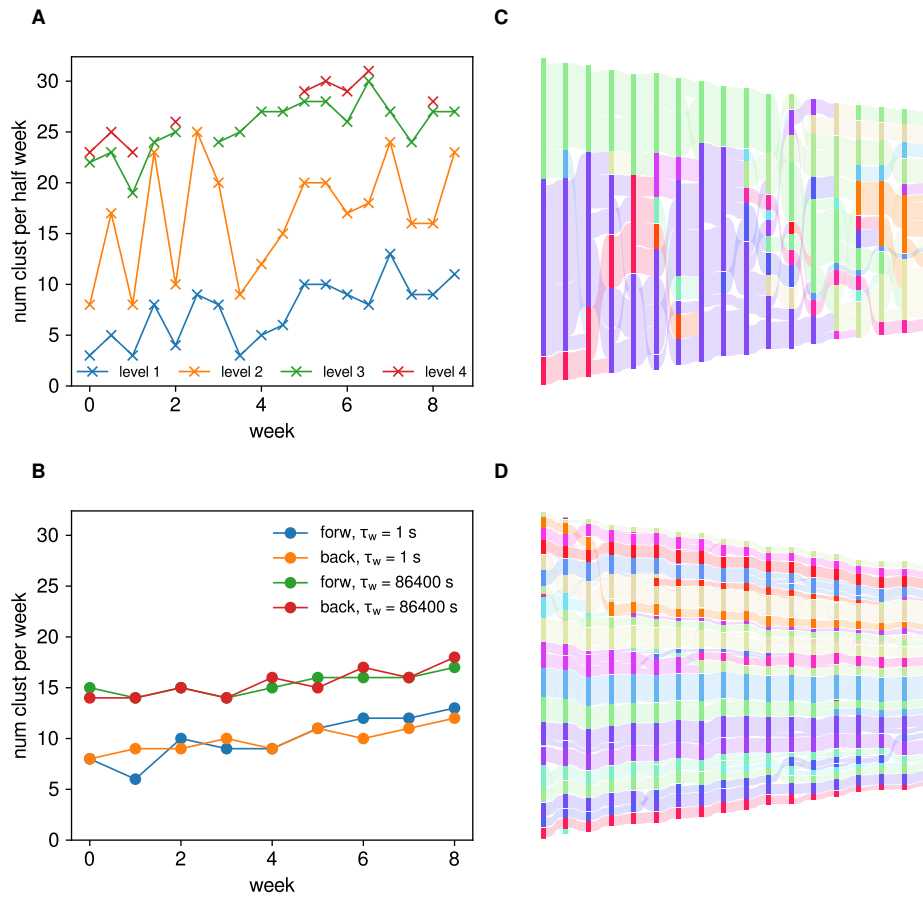 A
num clust per half week
30
25
20
15
10
5
0
level 1 level 2 level 3 level 4
0 2 4 6 8
week
B
num clust per week
30
25
20
15
10
5
0
forw, τw = 1 s
back, τw = 1 s
forw, τw = 86400 s
back, τw = 86400 s
0 2 4 6 8
week
C
D